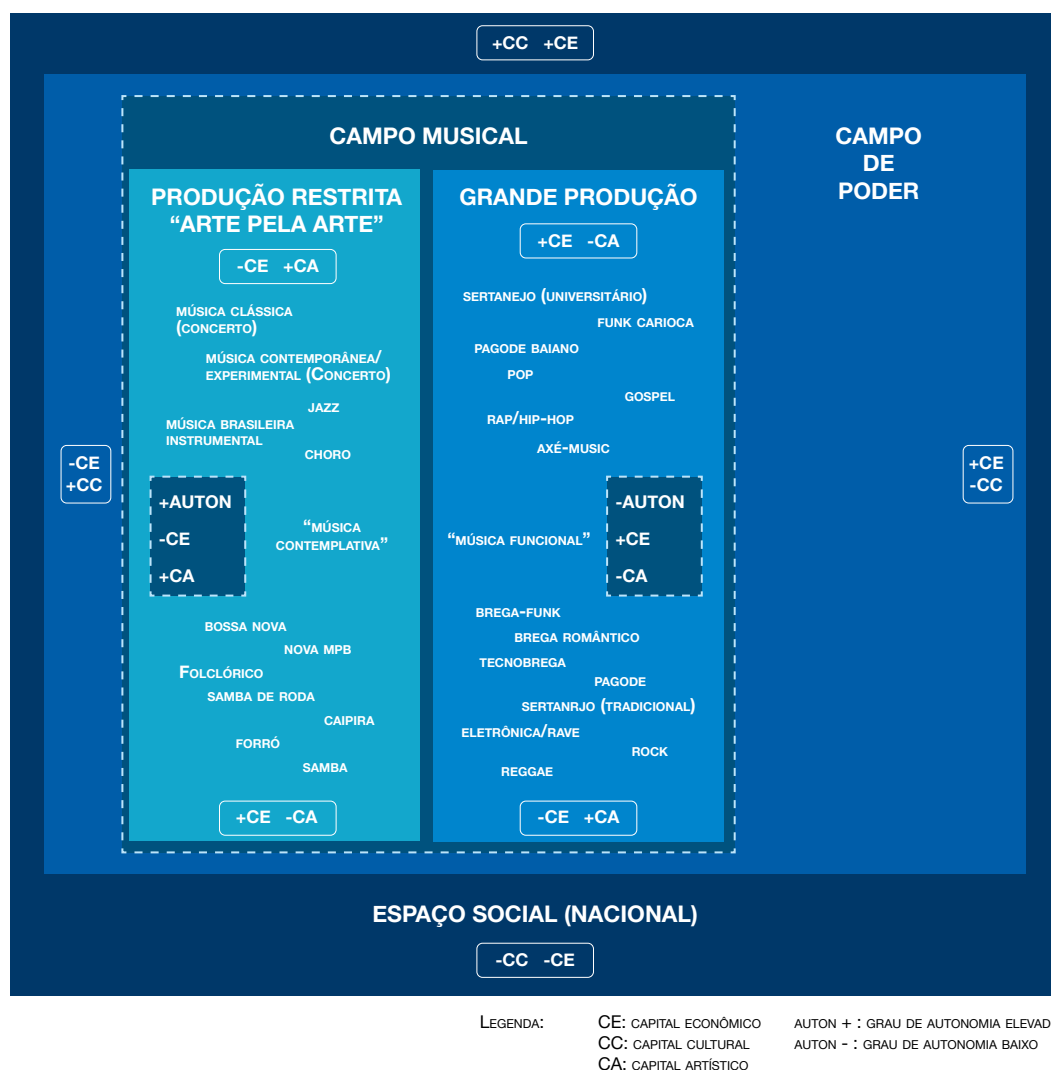 +CC +CE
CAMPO MUSICAL
CAMPO
DE
PODER
PRODUÇÃO RESTRITA
“ARTE PELA ARTE”
-CE +CA
MÚSICA CLÁSSICA
(CONCERTO)
MÚSICA CONTEMPORÂNEA/
EXPERIMENTAL (CONCERTO)
JAZZ
MÚSICA BRASILEIRA
INSTRUMENTAL
CHORO
+AUTON
-CE
+CA
“MÚSICA
CONTEMPLATIVA”
BOSSA NOVA
NOVA MPB
FOLCLÓRICO
SAMBA DE RODA
CAIPIRA
FORRÓ
SAMBA
+CE -CA
GRANDE PRODUÇÃO
+CE -CA
SERTANEJO (UNIVERSITÁRIO)
FUNK CARIOCA
PAGODE BAIANO
POP
GOSPEL
RAP/HIP-HOP
AXÉ-MUSIC
“MÚSICA FUNCIONAL”
-AUTON
+CE
-CA
BREGA-FUNK
BREGA ROMÂNTICO
TECNOBREGA
PAGODE
SERTANRJO (TRADICIONAL)
ELETRÔNICA/RAVE
ROCK
REGGAE
-CE +CA
-CE
+CC
+CE
-CC
ESPAÇO SOCIAL (NACIONAL)
-CC -CE
LEGENDA:
CE: CAPITAL ECONÔMICO
CC: CAPITAL CULTURAL
CA: CAPITAL ARTÍSTICO
AUTON + : GRAU DE AUTONOMIA ELEVAD
AUTON - : GRAU DE AUTONOMIA BAIXO